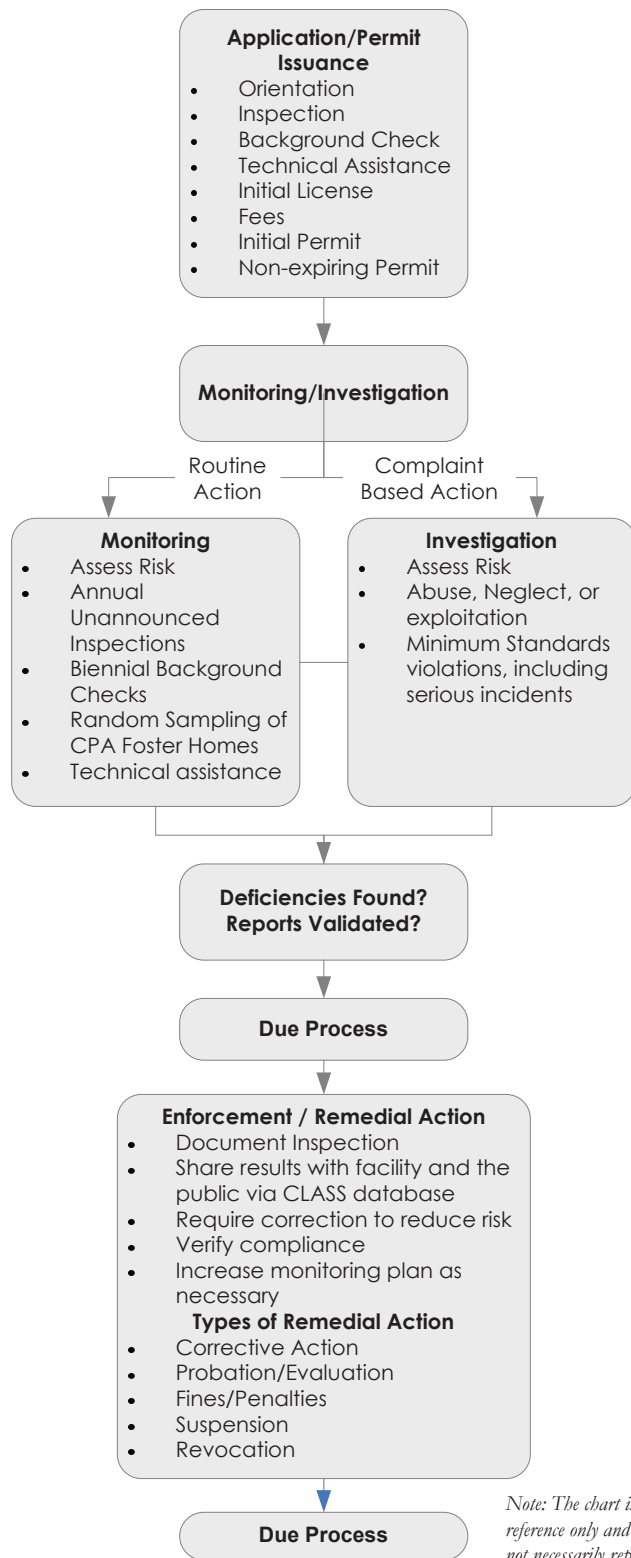 Application/Permit
Issuance
• Orientation
• Inspection
• Background Check
• Technical Assistance
• Initial License
• Fees
• Initial Permit
• Non-expiring Permit
Monitoring/Investigation
Routine
Action
Complaint
Based Action
Monitoring
• Assess Risk
• Annual
Unannounced
Inspections
• Biennial Background
Checks
• Random Sampling of
CPA Foster Homes
• Technical assistance
Investigation
• Assess Risk
• Abuse, Neglect, or
exploitation
• Minimum Standards
violations, including
serious incidents
Deficiencies Found?
Reports Validated?
Due Process
Enforcement / Remedial Action
• Document Inspection
• Share results with facility and the
public via CLASS database
• Require correction to reduce risk
• Verify compliance
• Increase monitoring plan as
necessary
Types of Remedial Action
• Corrective Action
• Probation/Evaluation
• Fines/Penalties
• Suspension
• Revocation
Due Process
Note: The chart
reference only and
not necessarily